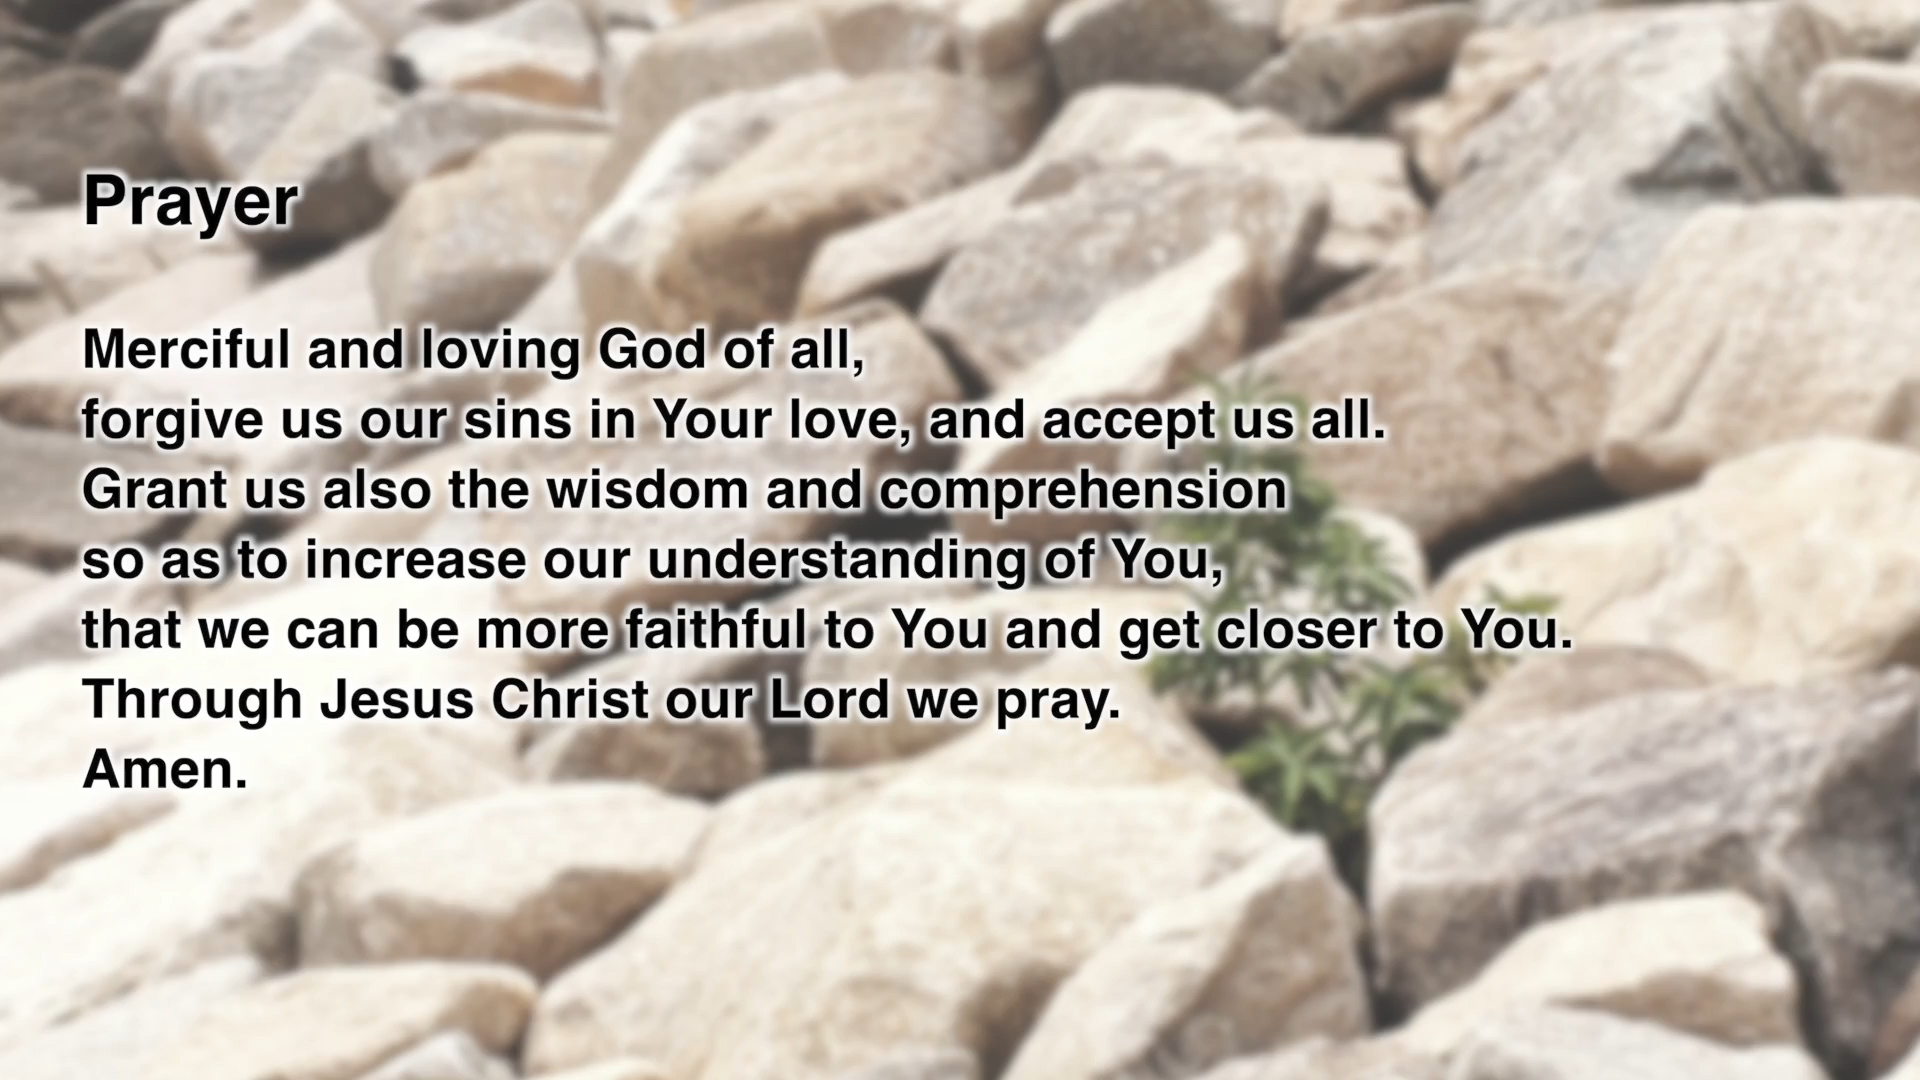 Prayer
Merciful and loving God of all,
forgive us our sins in Your love, and accept us all.
Grant us also the wisdom and comprehension
so as to increase our understanding of You,
that we can be more faithful to You and get closer to You.
Through Jesus Christ our Lord we pray.
Amen.